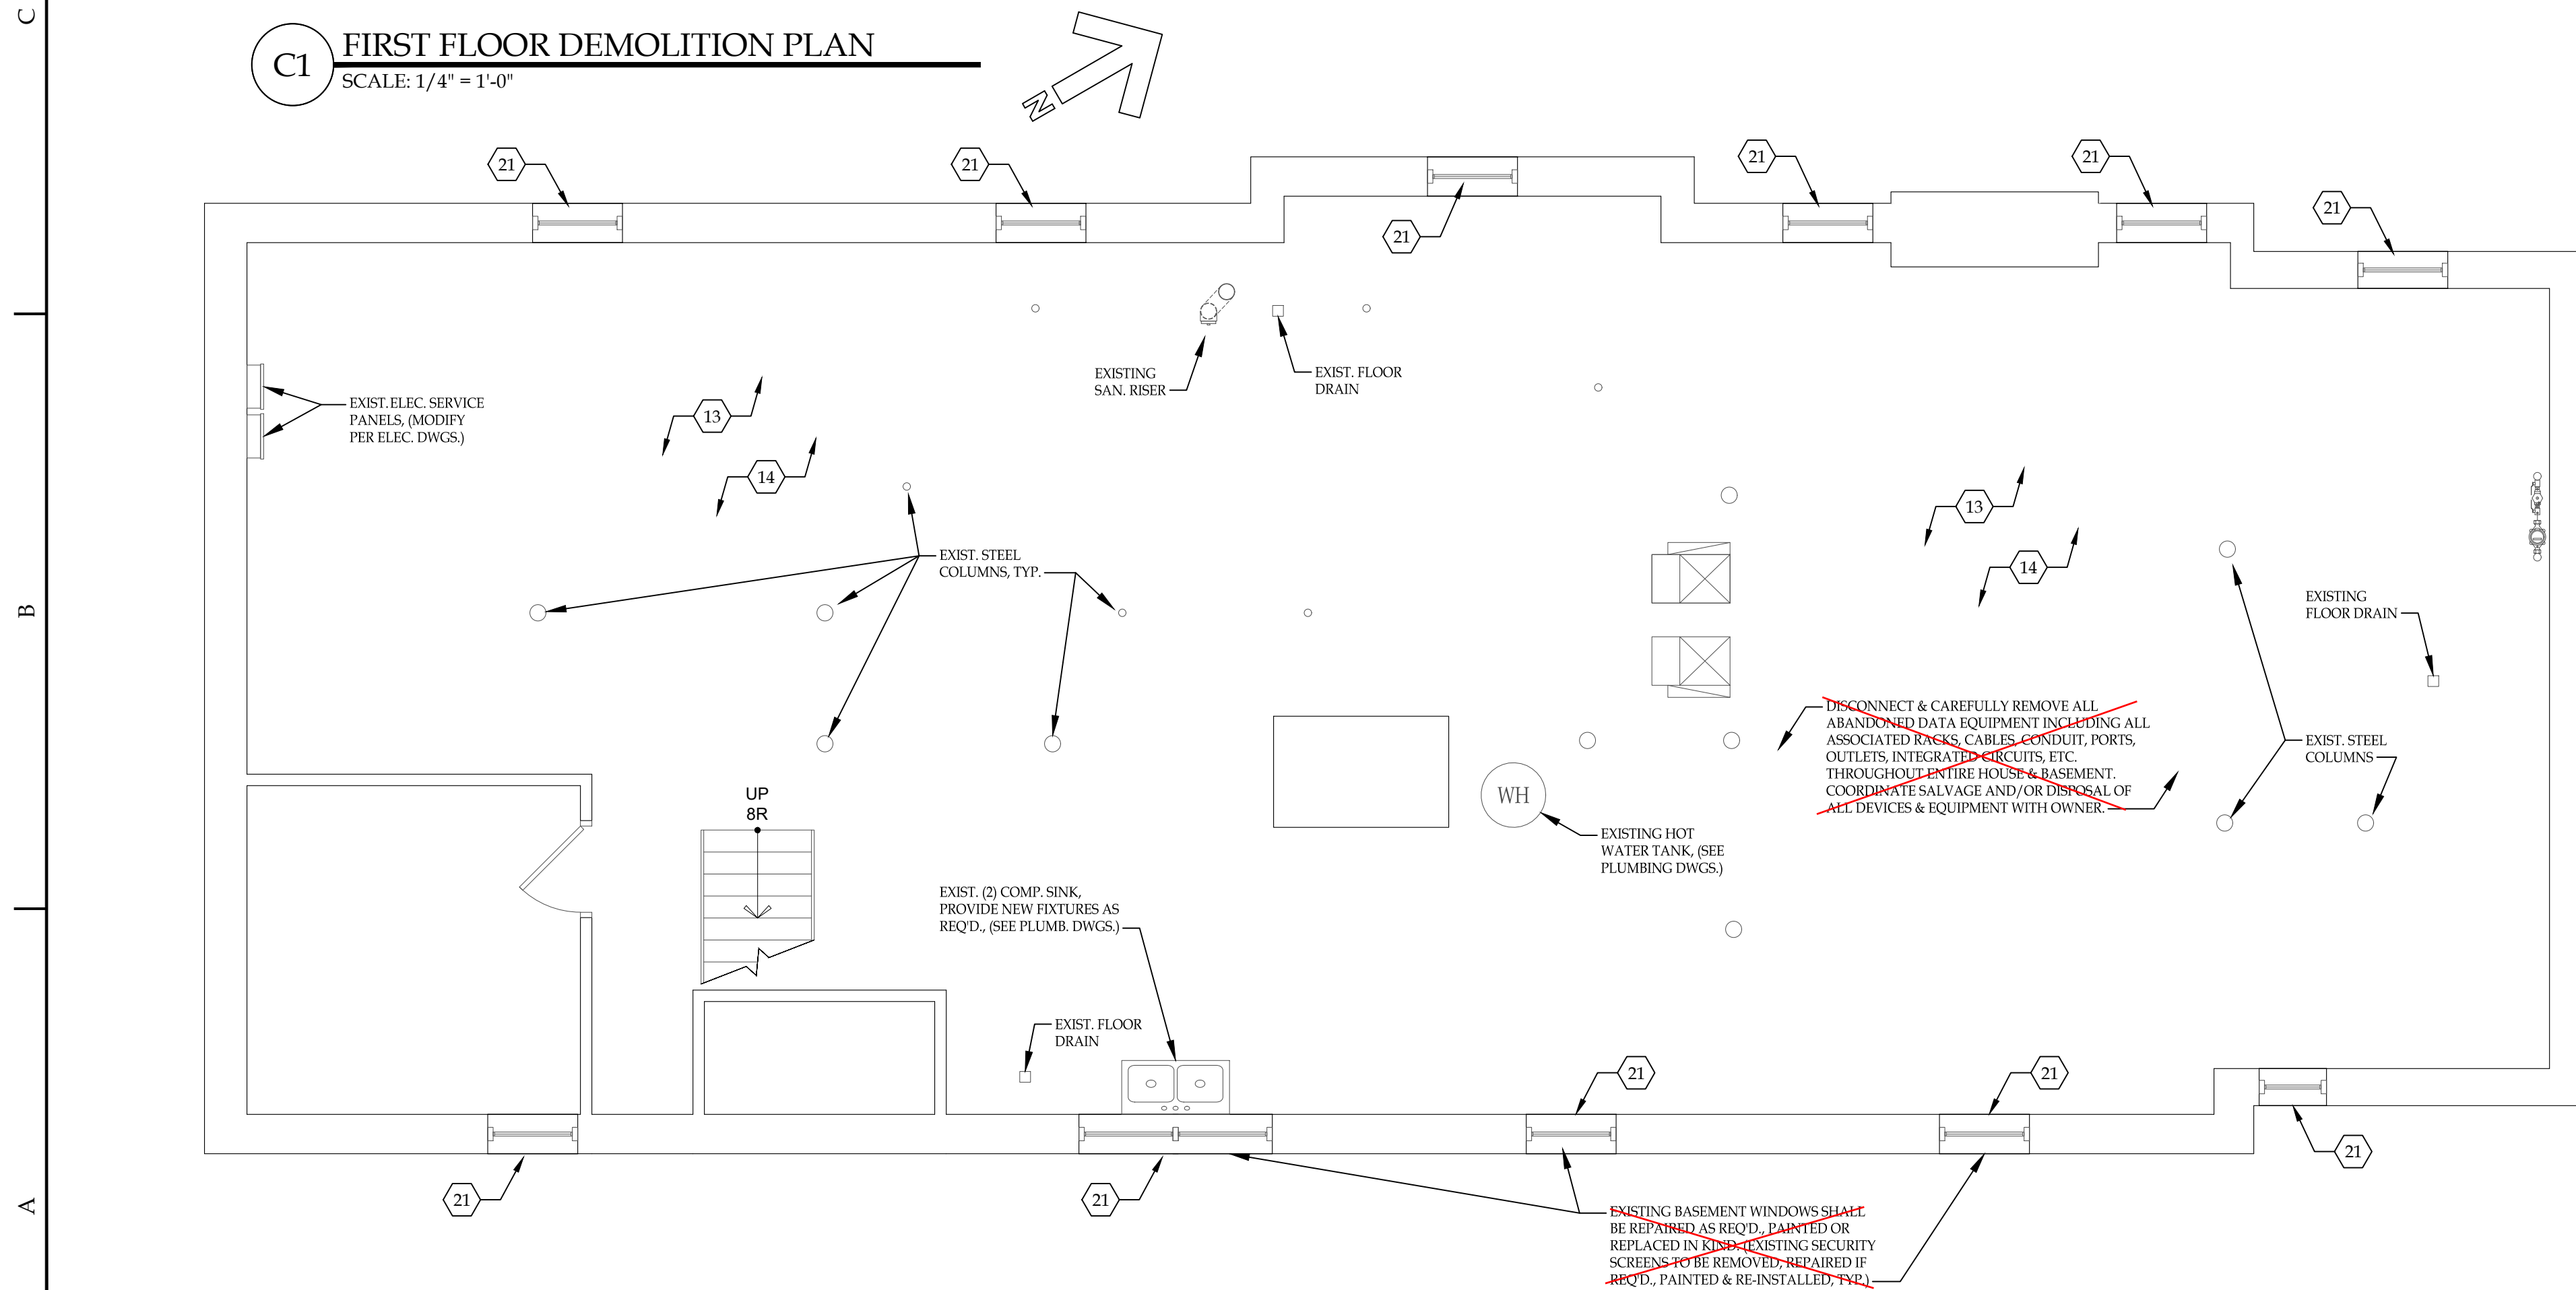 C
C1
FIRST FLOOR DEMOLITION PLAN
SCALE: 1/4" = 1'-0"
N
21
21
21
21
21
21
EXISTING
SAN. RISER
EXIST. FLOOR
DRAIN
EXIST. ELEC. SERVICE
PANELS, (MODIFY
PER ELEC. DWGS.)
13
14
13
14
EXIST. STEEL
COLUMNS, TYP.
B
EXISTING
FLOOR DRAIN
DISCONNECT & CAREFULLY REMOVE ALL
ABANDONED DATA EQUIPMENT INCLUDING ALL
ASSOCIATED RACKS, CABLES, CONDUIT, PORTS,
OUTLETS, INTEGRATED CIRCUITS, ETC.
THROUGHOUT ENTIRE HOUSE & BASEMENT.
COORDINATE SALVAGE AND/OR DISPOSAL OF
ALL DEVICES & EQUIPMENT WITH OWNER.
EXIST. STEEL
COLUMNS
UP
8R
WH
EXISTING HOT
WATER TANK, (SEE
PLUMBING DWGS.)
EXIST. (2) COMP. SINK,
PROVIDE NEW FIXTURES AS
REQ'D., (SEE PLUMB. DWGS.)
EXIST. FLOOR
DRAIN
21
21
21
21
21
A
EXISTING BASEMENT WINDOWS SHALL
BE REPAIRED AS REQ'D., PAINTED OR
REPLACED IN KIND. (EXISTING SECURITY
SCREENS TO BE REMOVED, REPAIRED IF
REQ'D., PAINTED & RE-INSTALLED, TYP.)